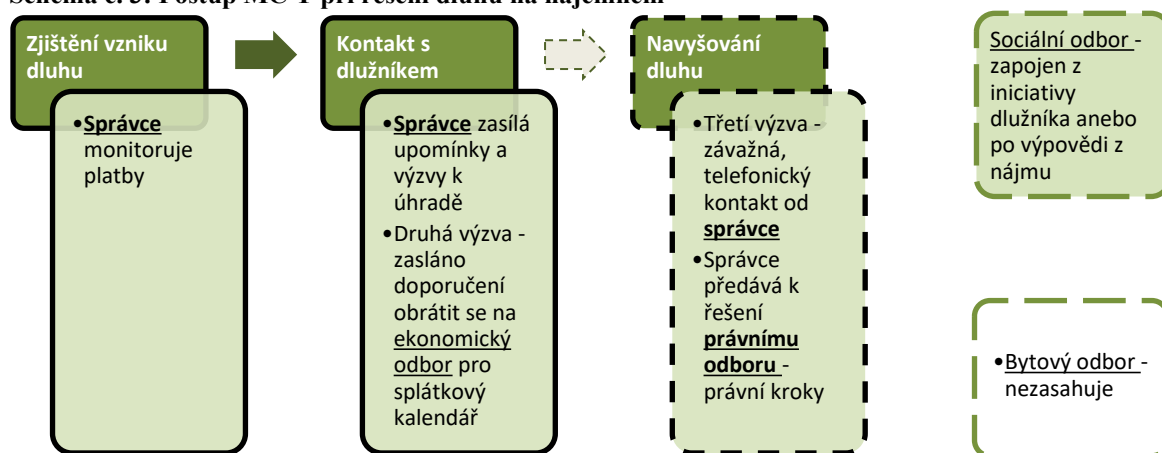 Zjištění vzniku
dluhu
•Správce
monitoruje
platby
Kontakt s
dlužníkem
•Správce zasílá
upomínky a
výzvy k
úhradě
•Druhá výzva -
zasláno
doporučení
obrátit se na
ekonomický
odbor pro
splátkový
kalendář
Navyšování
dluhu
•Třetí výzva -
závažná,
telefonický
kontakt od
správce
•Správce
předává k
řešení
právnímu
odboru -
právní kroky
Sociální odbor -
zapojen z
iniciativy
dlužníka anebo
po výpovědi z
nájmu
•Bytový odbor -
nezasahuje